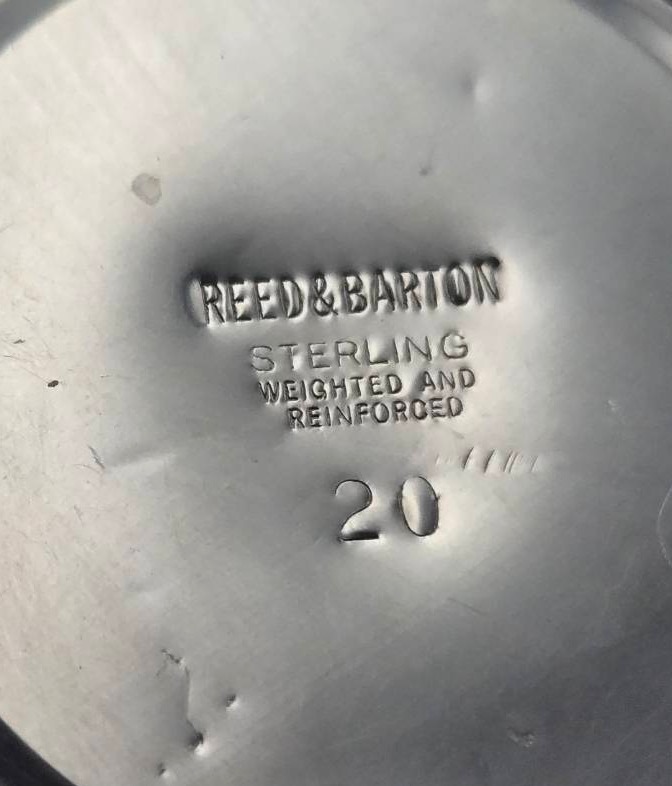 REED&BARTON
STERLING
WEIGHTED AND
REINFORCED
20